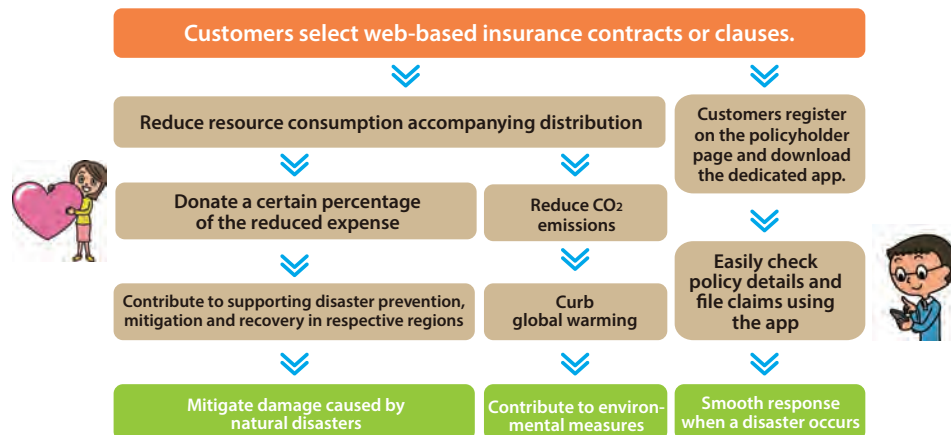 Customers select web-based insurance contracts or clauses.
Reduce resource consumption accompanying distribution
Customers register
on the policyholder
page and download
the dedicated app.
Donate a certain percentage
of the reduced expense
Reduce CO2
emissions
Contribute to supporting disaster prevention,
mitigation and recovery in respective regions
Curb
global warming
Easily check
policy details and
file claims using
the app
Mitigate damage caused by
natural disasters
Contribute to environ-
mental measures
Smooth response
when a disaster occurs